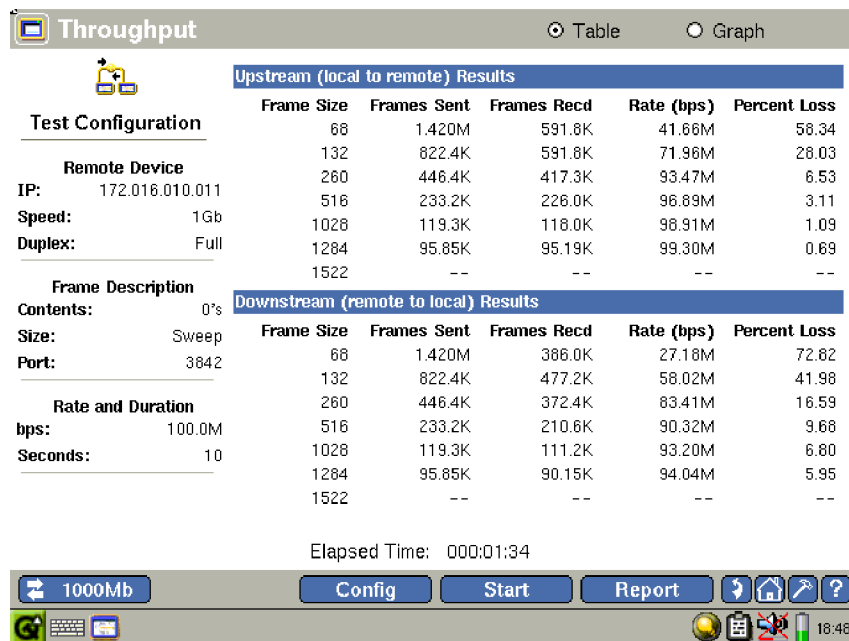 Throughput
Table
Graph
Test Configuration
Remote Device
IP: 172.016.010.011
Speed: 1Gb
Duplex: Full
Frame Description
Contents: 0's
Size: Sweep
Port: 3842
Rate and Duration
bps: 100.0M
Seconds: 10
Upstream (local to remote) Results
Frame Size Frames Sent Frames Recd Rate (bps) Percent Loss
68 1.420M 591.8K 41.66M 58.34
132 822.4K 591.8K 71.96M 28.03
260 446.4K 417.3K 93.47M 6.53
516 233.2K 226.0K 96.89M 3.11
1028 119.3K 118.0K 98.91M 1.09
1284 95.85K 95.19K 99.30M 0.69
1522 -- -- -- --
Downstream (remote to local) Results
Frame Size Frames Sent Frames Recd Rate (bps) Percent Loss
68 1.420M 386.0K 27.18M 72.82
132 822.4K 477.2K 58.02M 41.98
260 446.4K 372.4K 83.41M 16.59
516 233.2K 210.6K 90.32M 9.68
1028 119.3K 111.2K 93.20M 6.80
1284 95.85K 90.15K 94.04M 5.95
1522 -- -- -- --
Elapsed Time: 000:01:34
1000Mb
Config
Start
Report
?
18:48